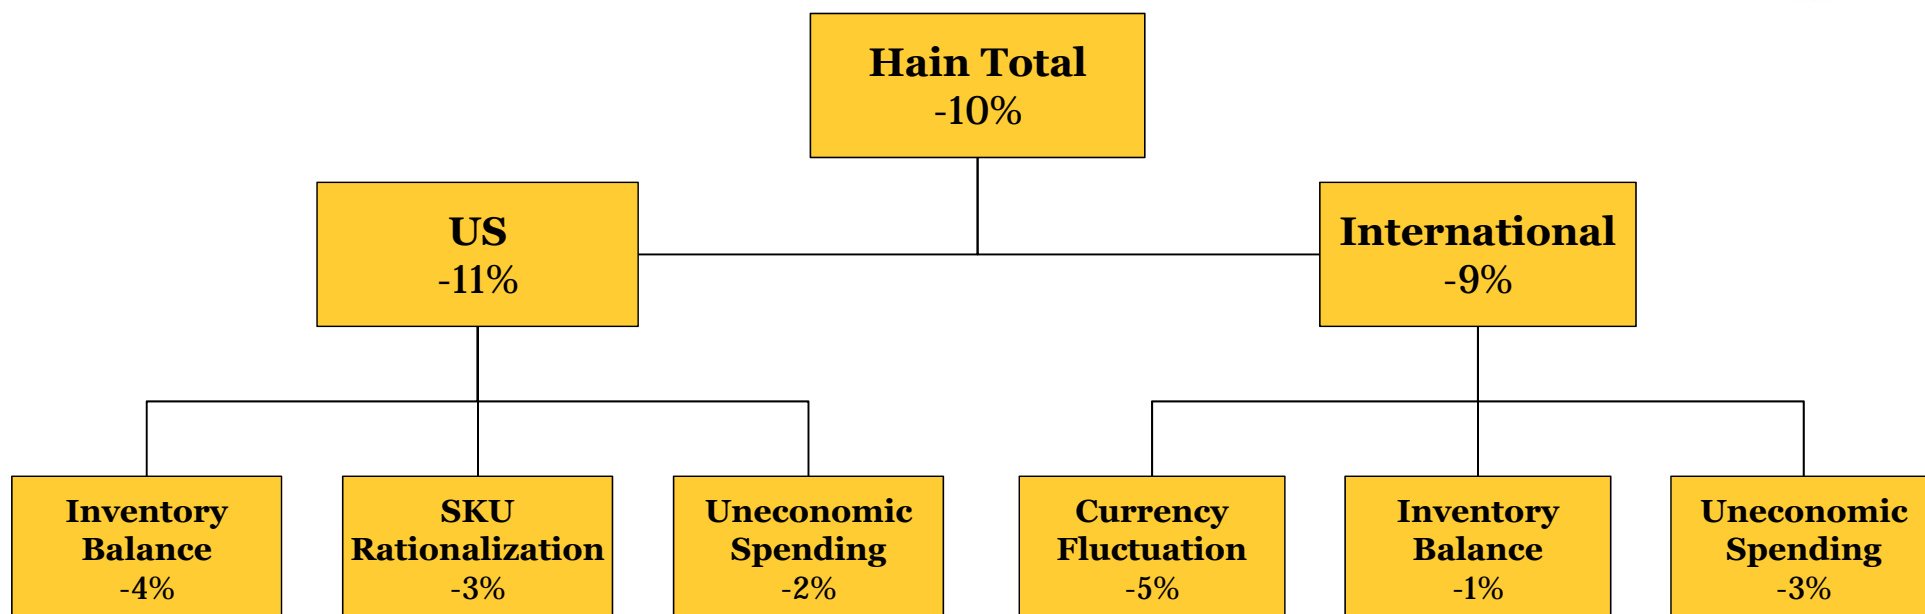 Hain Total
-10%
US
-11%
International
-9%
Inventory
Balance
-4%
SKU
Rationalization
-3%
Uneconomic
Spending
-2%
Currency
Fluctuation
-5%
Inventory
Balance
-1%
Uneconomic
Spending
-3%